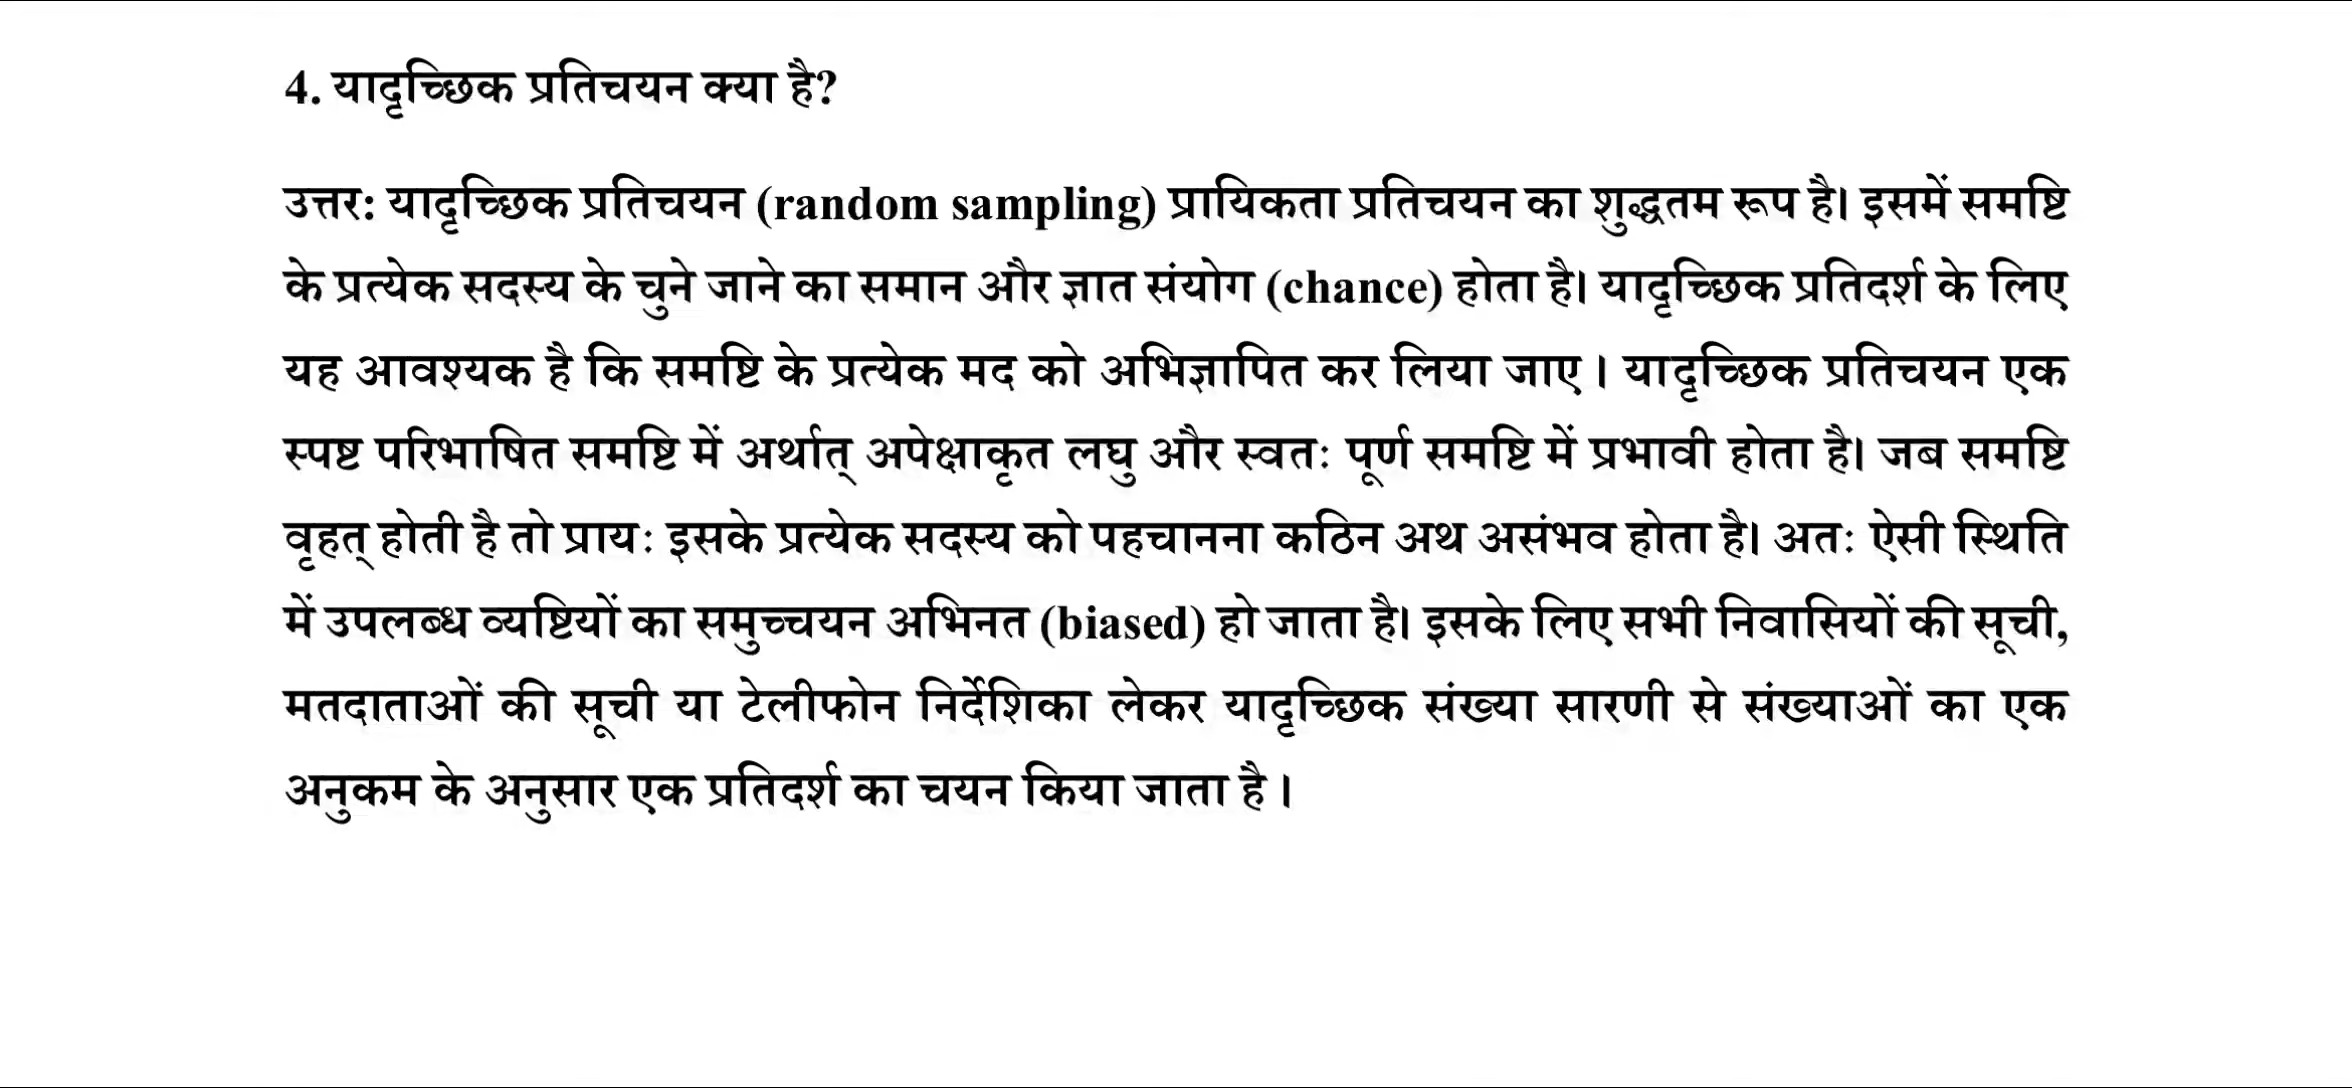 4. यादृच्छिक प्रतिचयन क्या है?
उत्तर: यादृच्छिक प्रतिचयन (random sampling) प्रायिकता प्रतिचयन का शुद्धतम रूप है। इसमें समष्टि
के प्रत्येक सदस्य के चुने जाने का समान और ज्ञात संयोग (chance) होता है। यादृच्छिक प्रतिदर्श के लिए
यह आवश्यक है कि समष्टि के प्रत्येक मद को अभिज्ञापित कर लिया जाए। यादृच्छिक प्रतिचयन एक
स्पष्ट परिभाषित समष्टि में अर्थात् अपेक्षाकृत लघु और स्वतः पूर्ण समष्टि में प्रभावी होता है। जब समष्टि
वृहत् होती है तो प्रायः इसके प्रत्येक सदस्य को पहचानना कठिन अथ असंभव होता है। अतः ऐसी स्थिति
में उपलब्ध व्यष्टियों का समुच्चयन अभिनत (biased) हो जाता है। इसके लिए सभी निवासियों की सूची,
मतदाताओं की सूची या टेलीफोन निर्देशिका लेकर यादृच्छिक संख्या सारणी से संख्याओं का एक
अनुकम के अनुसार एक प्रतिदर्श का चयन किया जाता है।